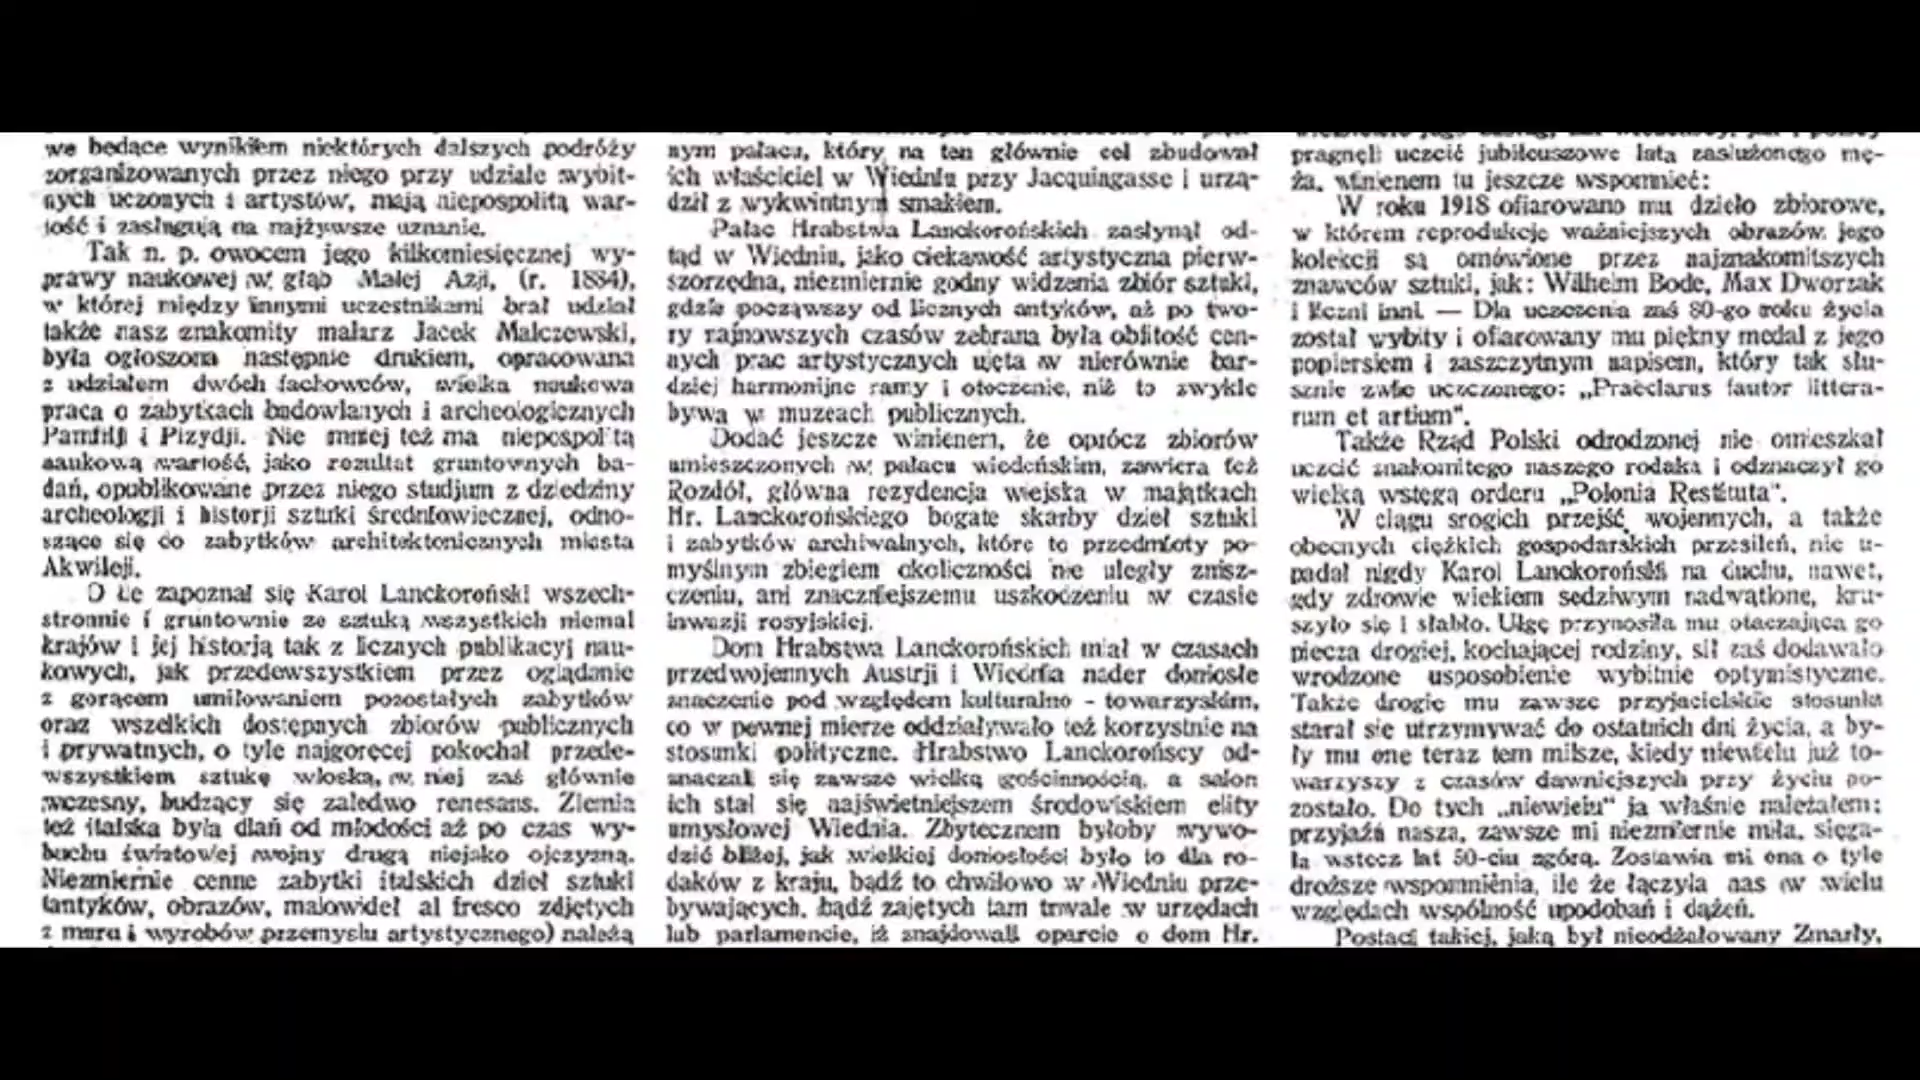 we będące wynikiem niektórych dalszych podróży
zorganizowanych przez niego przy udziale wybit-
nych uczonych i artystów, mają niepospolitą war-
tość i zasługują na najżywsze uznanie.
Tak n. p. owocem jego kilkomiesięcznej wy-
prawy naukowej w głąb Małej Azji, (r. 1884),
w której między innymi uczestnikami brał udział
także nasz znakomity malarz Jacek Malczewski,
była ogłoszona następnie drukiem, opracowana
z udziałem dwóch fachowców, wielka naukowa
praca o zabytkach budowlanych i archeologicznych
Pamfilji i Pizydji. Nie mniej też ma niepospolitą
naukową wartość, jako rezultat gruntownych ba-
dań, opublikowane przez niego studjum z dziedziny
archeologji i historji sztuki średniowiecznej, odno-
szące się do zabytków architektonicznych miasta
Akwileji.
O ile zapoznał się Karol Lanckoroński wszech-
stronnie i gruntownie ze sztuką wszystkich niemal
krajów i jej historją tak z licznych publikacyj nau-
kowych, jak przedewszystkiem przez oglądanie
z gorącem umiłowaniem pozostałych zabytków
oraz wszelkich dostępnych zbiorów publicznych
i prywatnych, o tyle najgoręcej pokochał przede-
wszystkiem sztukę włoską, w niej zaś głównie
wczesny, budzący się zaledwo renesans. Ziemia
też italska była dlań od młodości aż po czas wy-
buchu światowej wojny drugą niejako ojczyzną.
Niezmiernie cenne zabytki italskich dzieł sztuki
(antyków, obrazów, malowideł al fresco zdjętych
z muru i wyrobów przemysłu artystycznego) należą
nym pałacu, który na ten głównie cel zbudował
ich właściciel w Wiedniu przy Jacquingasse i urzą-
dził z wykwintnym smakiem.
Pałac Hrabstwa Lanckorońskich zasłynął od-
tąd w Wiedniu, jako ciekawość artystyczna pierw-
szorzędna, niezmiernie godny widzenia zbiór sztuki,
gdzie począwszy od licznych antyków, aż po two-
ry najnowszych czasów zebrana była obfitość cen-
nych prac artystycznych ujęta w nierównie bar-
dziej harmonijne ramy i otoczenie, niż to zwykle
bywa w muzeach publicznych.
Dodać jeszcze winienem, że oprócz zbiorów
umieszczonych w pałacu wiedeńskim, zawiera też
Rozdół, główna rezydencja wiejska w majątkach
Hr. Lanckorońskiego bogate skarby dzieł sztuki
i zabytków archiwalnych, które to przedmioty po-
myślnym zbiegiem okoliczności nie uległy znisz-
czeniu, ani znaczniejszemu uszkodzeniu w czasie
inwazji rosyjskiej.
Dom Hrabstwa Lanckorońskich miał w czasach
przedwojennych Austrji i Wiednia nader doniosłe
znaczenie pod względem kulturalno - towarzyskim,
co w pewnej mierze oddziaływało też korzystnie na
stosunki polityczne. Hrabstwo Lanckorońscy od-
znaczał się zawsze wielką gościnnością, a salon
ich stał się najświetniejszem środowiskiem elity
umysłowej Wiednia. Zbytecznem byłoby wywo-
dzić bliżej, jak wielkiej doniosłości było to dla ro-
daków z kraju, bądź to chwilowo w Wiedniu prze-
bywających, bądź zajętych tam trwale w urzędach
lub parlamencie, iż znajdowali oparcie o dom Hr.
pragnęli uczcić jubileuszowe lata zasłużonego mę-
ża, winienem tu jeszcze wspomnieć:
W roku 1918 ofiarowano mu dzieło zbiorowe,
w którem reprodukcje ważniejszych obrazów jego
kolekcji są omówione przez najznakomitszych
znawców sztuki, jak: Wilhelm Bode, Max Dworzak
i liczni inni. — Dla uczczenia zaś 80-go roku życia
został wybity i ofiarowany mu piękny medal z jego
popiersiem i zaszczytnym napisem, który tak słu-
sznie zwie uczczonego: „Praeclarus fautor littera-
rum et artium".
Także Rząd Polski odrodzonej nie omieszkał
uczcić znakomitego naszego rodaka i odznaczył go
wielką wstęgą orderu „Polonia Restituta".
W ciągu srogich przejść wojennych, a także
obecnych ciężkich gospodarskich przesileń, nie u-
padał nigdy Karol Lanckoroński na duchu, nawet,
gdy zdrowie wiekiem sędziwym nadwątlone, kru-
szyło się i słabło. Ulgę przynosiła mu otaczająca go
piecza drogiej, kochającej rodziny, sił zaś dodawało
wrodzone usposobienie wybitnie optymistyczne.
Także drogie mu zawsze przyjacielskie stosunki
starał się utrzymywać do ostatnich dni życia, a by-
ły mu one teraz tem milsze, kiedy niewielu już to-
warzyszy z czasów dawniejszych przy życiu po-
zostało. Do tych „niewielu" ja właśnie należałem;
przyjaźń nasza, zawsze mi niezmiernie miła, sięga-
ła wstecz lat 50-ciu zgórą. Zostawia mi ona o tyle
droższe wspomnienia, ile że łączyła nas w wielu
względach wspólność upodobań i dążeń.
Postaci takiej, jaką był nieodżałowany Zmarły,